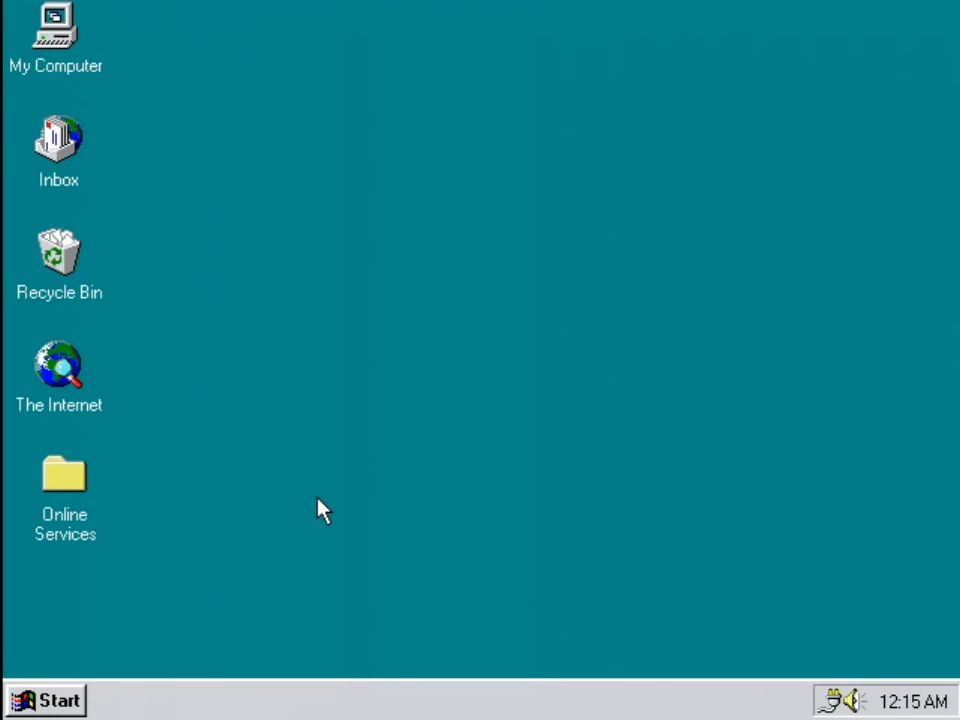 My Computer
Inbox
Recycle Bin
The Internet
Online
Services
Start
12:15 AM